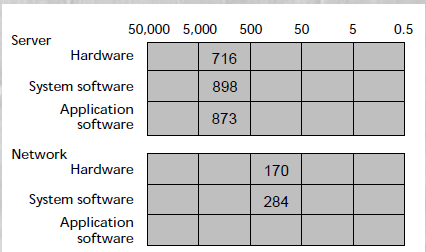 50,000 5,000 500 50 5 0.5
Server
Hardware 716
System software 898
Application
software 873
Network
Hardware 170
System software 284
Application
software